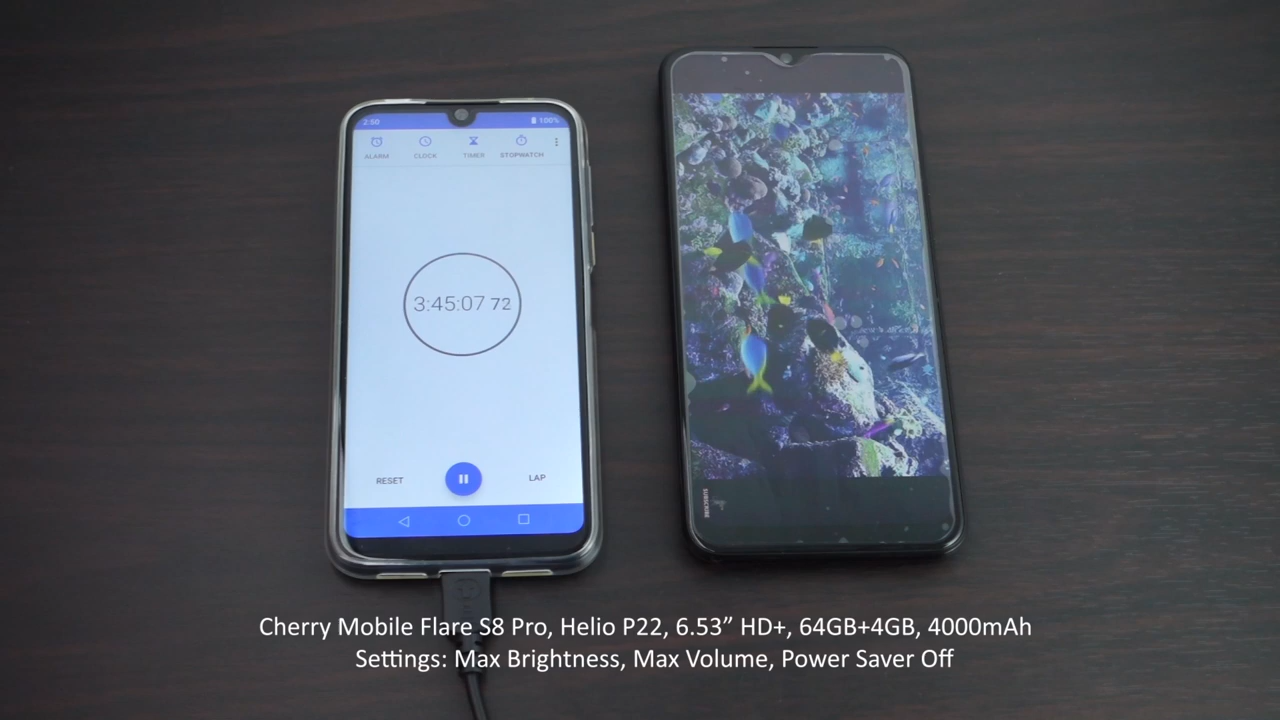 2:50 100%
ALARM CLOCK TIMER STOPWATCH
3:45:07 72
RESET LAP
SUBSCRIBE
Cherry Mobile Flare S8 Pro, Helio P22, 6.53” HD+, 64GB+4GB, 4000mAh
Settings: Max Brightness, Max Volume, Power Saver Off